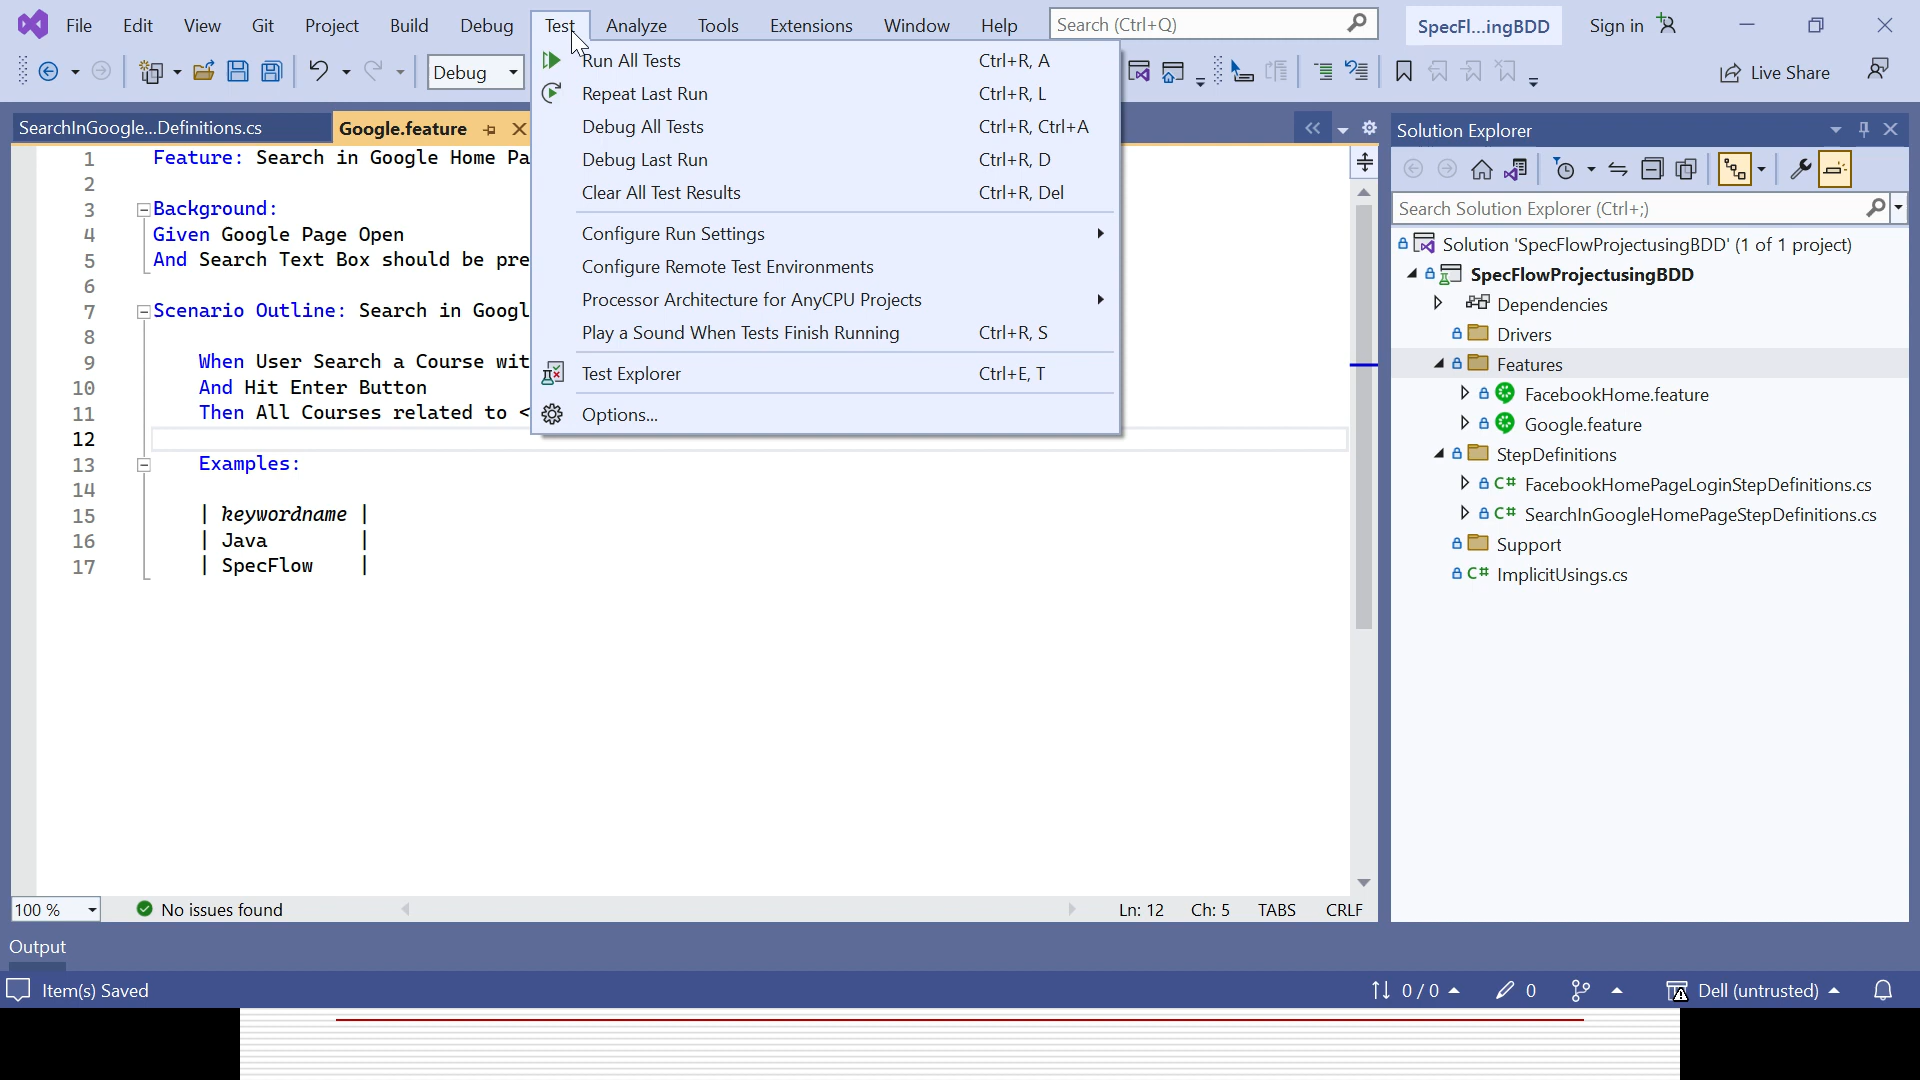 File Edit View Git Project Build Debug Test Analyze Tools Extensions Window Help Search (Ctrl+Q) SpecFl...ingBDD Sign in
Debug Live Share
SearchInGoogle...Definitions.cs Google.feature
1 Feature: Search in Google Home Pa
2
3 Background:
4 Given Google Page Open
5 And Search Text Box should be pre
6
7 Scenario Outline: Search in Googl
8
9 When User Search a Course wit
10 And Hit Enter Button
11 Then All Courses related to <
12
13 Examples:
14
15 | keywordname |
16 | Java |
17 | SpecFlow |
Run All Tests Ctrl+R, A
Repeat Last Run Ctrl+R, L
Debug All Tests Ctrl+R, Ctrl+A
Debug Last Run Ctrl+R, D
Clear All Test Results Ctrl+R, Del
Configure Run Settings
Configure Remote Test Environments
Processor Architecture for AnyCPU Projects
Play a Sound When Tests Finish Running Ctrl+R, S
Test Explorer Ctrl+E, T
Options...
Solution Explorer
Search Solution Explorer (Ctrl+;)
Solution 'SpecFlowProjectusingBDD' (1 of 1 project)
SpecFlowProjectusingBDD
Dependencies
Drivers
Features
FacebookHome.feature
Google.feature
StepDefinitions
C# FacebookHomePageLoginStepDefinitions.cs
C# SearchInGoogleHomePageStepDefinitions.cs
Support
C# ImplicitUsings.cs
100 % No issues found Ln: 12 Ch: 5 TABS CRLF
Output
Item(s) Saved 0 / 0 0 Dell (untrusted)